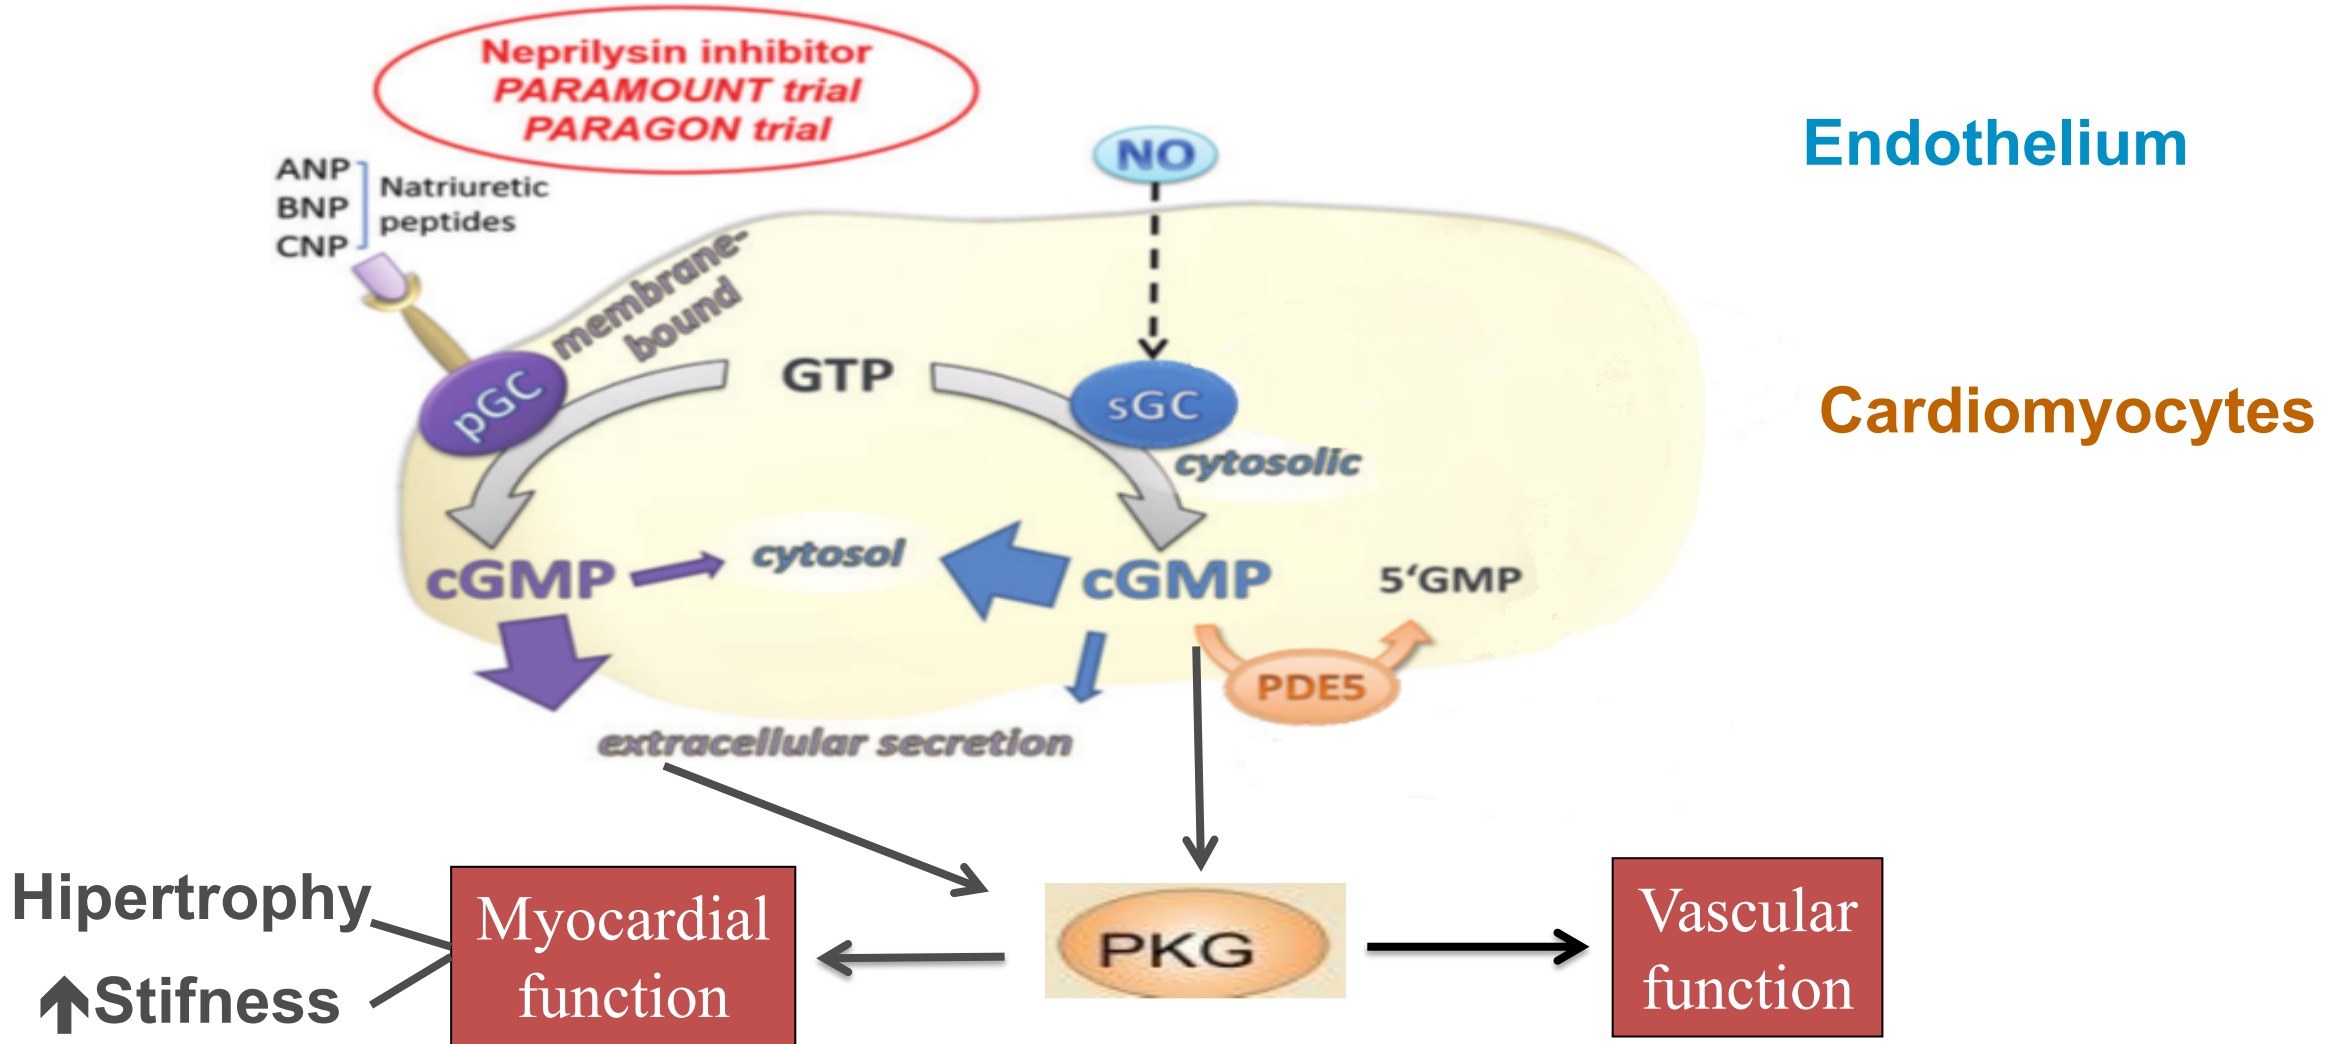 Neprilysin inhibitor
PARAMOUNT trial
PARAGON trial
Endothelium
NO
ANP
BNP
CNP
Natriuretic
peptides
membrane-
bound
pGC
GTP
sGC
cytosolic
Cardiomyocytes
cGMP
cytosol
cGMP
5‘GMP
PDE5
extracellular secretion
Hipertrophy
Stifness
Myocardial
function
PKG
Vascular
function